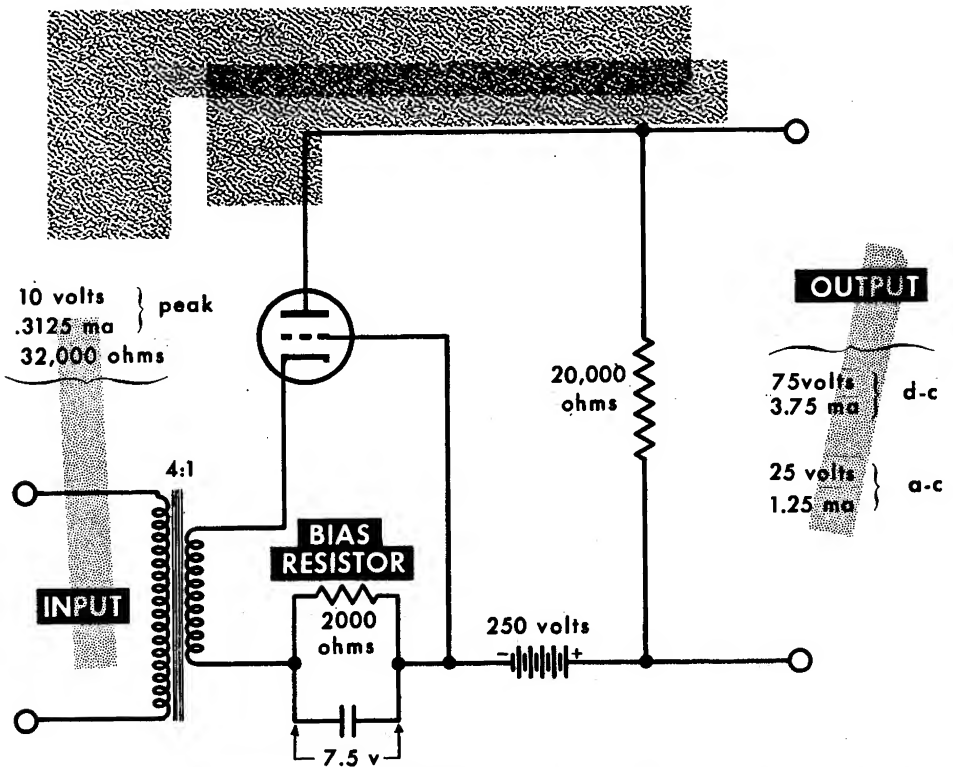 10 volts
.3125 ma
peak
32,000 ohms
4:1
INPUT
BIAS
RESISTOR
2000
ohms
7.5 v
250 volts
- +
20,000
ohms
OUTPUT
75volts
3.75 ma
d-c
25 volts
1.25 ma
a-c